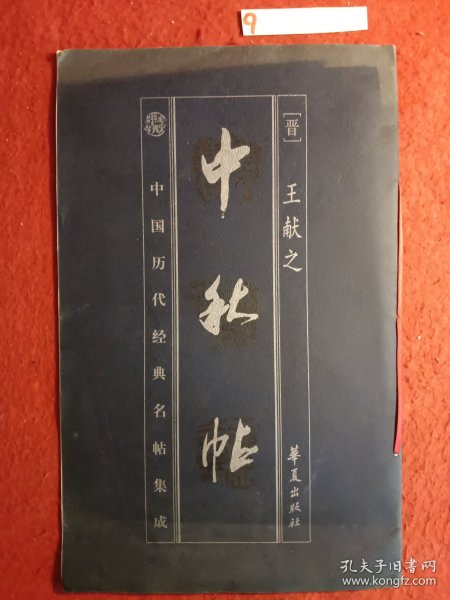 9
[晋]
王献之
華夏出版社
中秋帖
中国历代经典名帖集成
孔夫子旧书网
www.kongfz.com